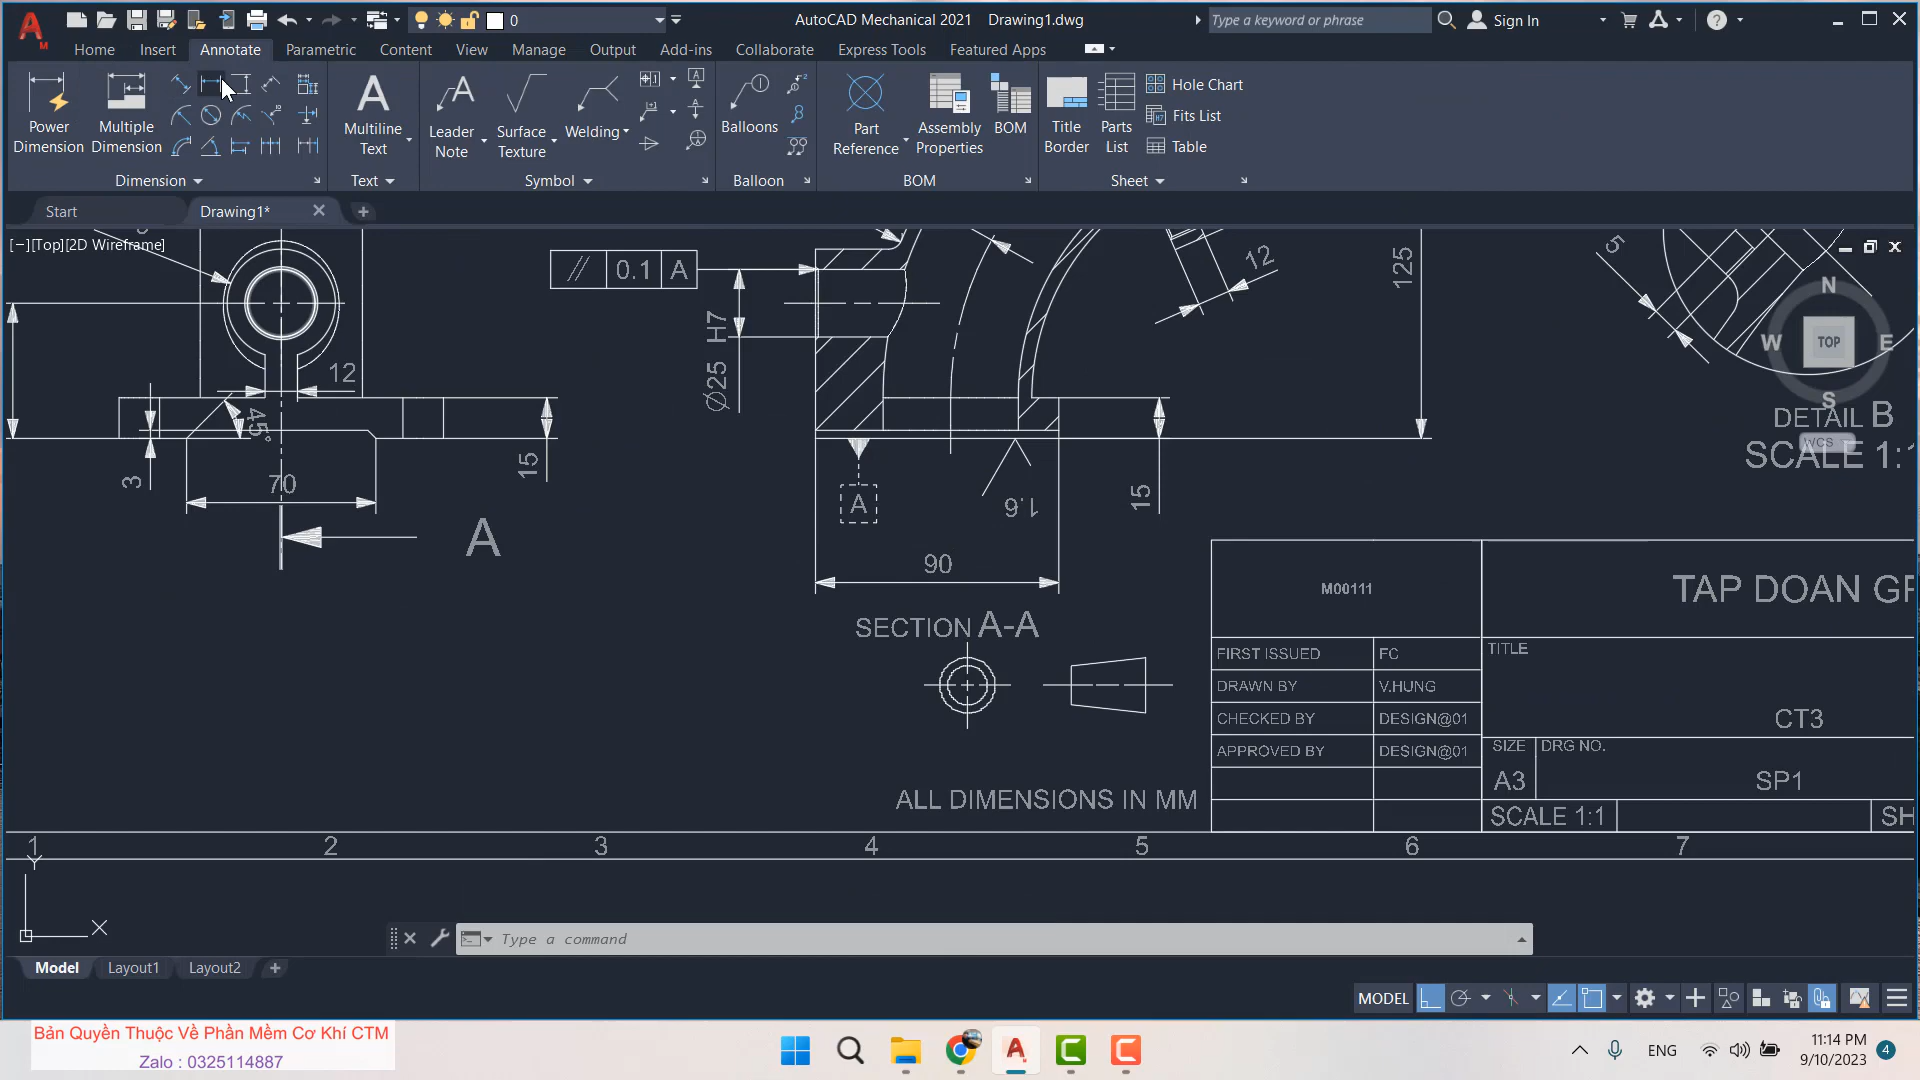 AutoCAD Mechanical 2021 Drawing1.dwg
0
Type a keyword or phrase
Sign In
Home Insert Annotate Parametric Content View Manage Output Add-ins Collaborate Express Tools Featured Apps
Power Dimension
Multiple Dimension
Multiline Text
Leader Note
Surface Texture
Welding
Balloons
Part Reference
Assembly Properties
BOM
Title Border
Parts List
Hole Chart
Fits List
Table
Dimension Text Symbol Balloon BOM Sheet
Start Drawing1*
[−][Top][2D Wireframe]
// 0.1 A
12
125
5
N
W TOP E
S
WCS
Ø25 H7
12
45°
3
70
15
A
A
1.6
15
90
SECTION A-A
DETAIL B
SCALE 1:1
M00111
TAP DOAN
FIRST ISSUED FC
DRAWN BY V.HUNG
CHECKED BY DESIGN@01
APPROVED BY DESIGN@01
TITLE
CT3
SIZE DRG NO.
A3 SP1
SCALE 1:1
ALL DIMENSIONS IN MM
1 2 3 4 5 6 7
Y
X
Type a command
Model Layout1 Layout2
MODEL
Bản Quyền Thuộc Về Phần Mềm Cơ Khí CTM
Zalo : 0325114887
ENG
11:14 PM
9/10/2023
4